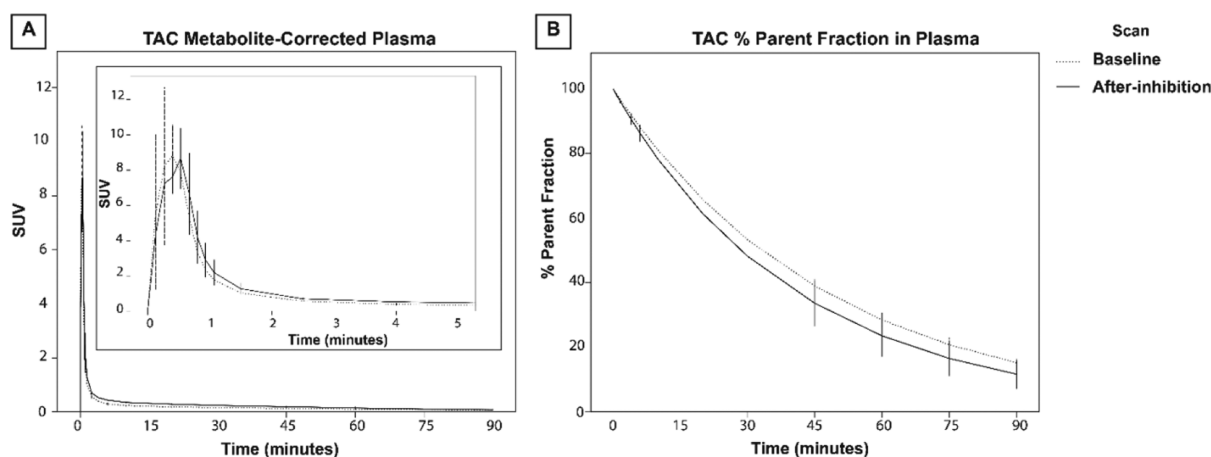 A
TAC Metabolite-Corrected Plasma
SUV
12
10
8
6
4
2
0
0 15 30 45 60 75 90
Time (minutes)
SUV
12
10
8
6
4
2
0
0 1 2 3 4 5
Time (minutes)
B
TAC % Parent Fraction in Plasma
% Parent Fraction
100
80
60
40
20
0
0 15 30 45 60 75 90
Time (minutes)
Scan
Baseline
After-inhibition